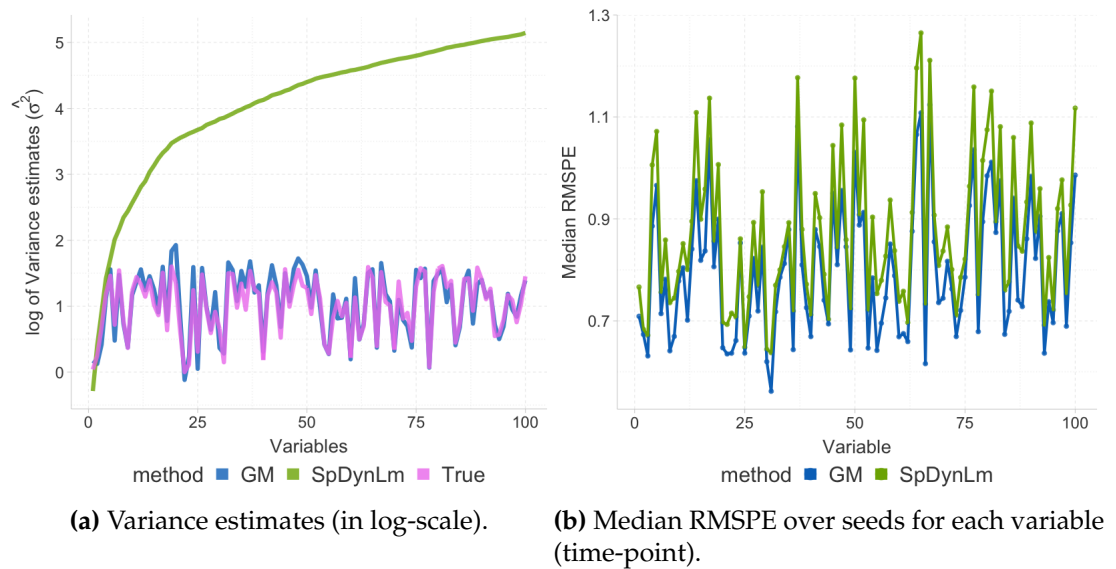 5
4
3
2
1
0
log of Variance estimates (σ̂²)
0 25 50 75 100
Variables
method GM SpDynLm True
(a) Variance estimates (in log-scale).
1.3
1.1
0.9
0.7
Median RMSPE
0 25 50 75 100
Variable
method GM SpDynLm
(b) Median RMSPE over seeds for each variable
(time-point).